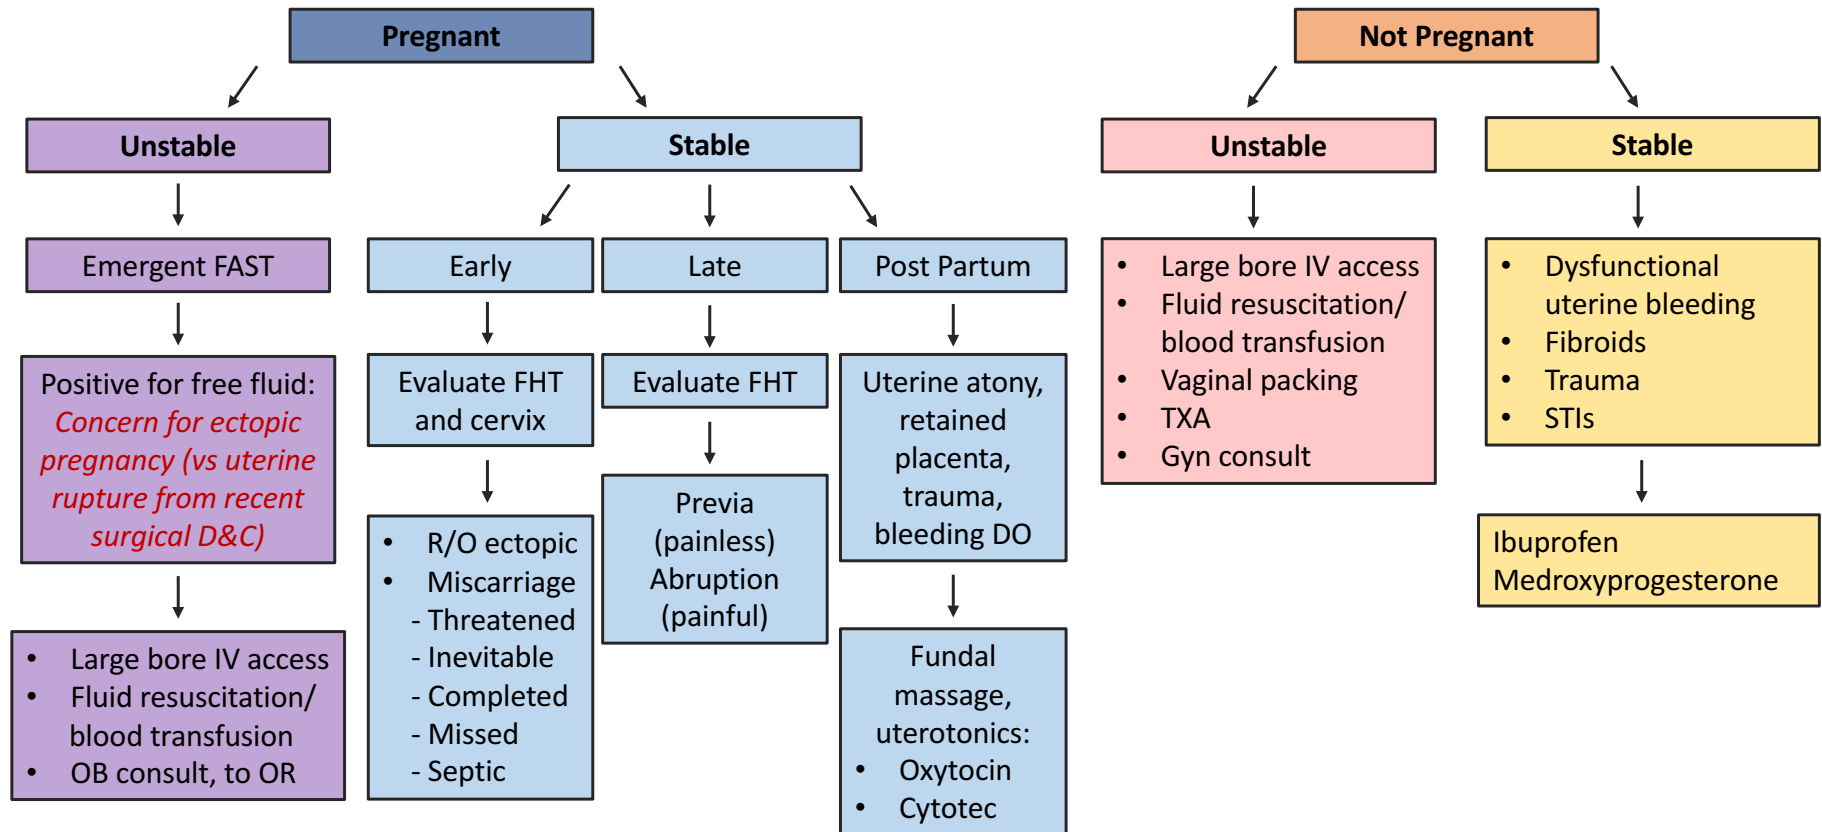 Pregnant
Unstable
Emergent FAST
Positive for free fluid:
Concern for ectopic
pregnancy (vs uterine
rupture from recent
surgical D&C)
• Large bore IV access
• Fluid resuscitation/
blood transfusion
• OB consult, to OR
Stable
Early
Evaluate FHT
and cervix
• R/O ectopic
• Miscarriage
- Threatened
- Inevitable
- Completed
- Missed
- Septic
Late
Evaluate FHT
Previa
(painless)
Abruption
(painful)
Post Partum
Uterine atony,
retained
placenta,
trauma,
bleeding DO
Fundal
massage,
uterotonics:
• Oxytocin
• Cytotec
Not Pregnant
Unstable
• Large bore IV access
• Fluid resuscitation/
blood transfusion
• Vaginal packing
• TXA
• Gyn consult
Stable
• Dysfunctional
uterine bleeding
• Fibroids
• Trauma
• STIs
Ibuprofen
Medroxyprogesterone